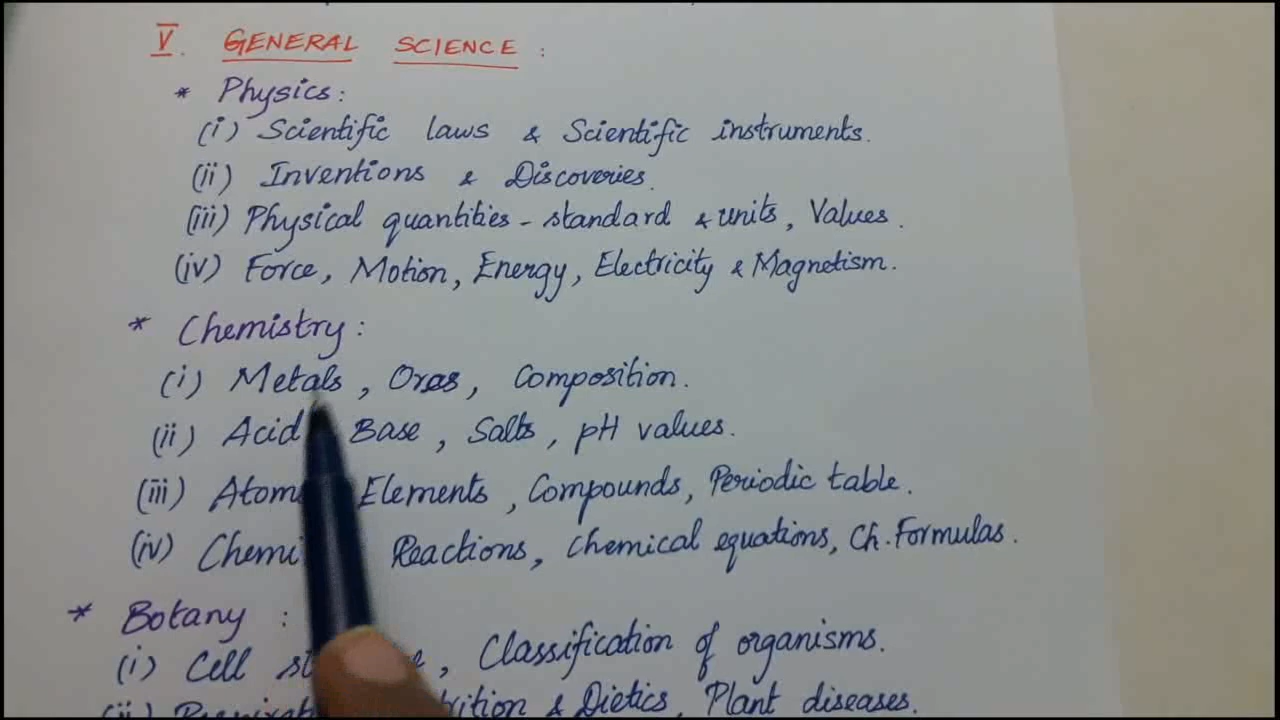 V. GENERAL SCIENCE :
* Physics :
(i) Scientific laws & Scientific instruments.
(ii) Inventions & Discoveries.
(iii) Physical quantities - standard & units, Values.
(iv) Force, Motion, Energy, Electricity & Magnetism.
* Chemistry :
(i) Metals, Ores, Composition.
(ii) Acid Base, Salts, pH values.
(iii) Elements, Compounds, Periodic table.
(iv) Reactions, Chemical equations, Ch. Formulas.
* Botany :
(i) Cell , Classification of organisms.
(ii) & Dietics, Plant diseases.